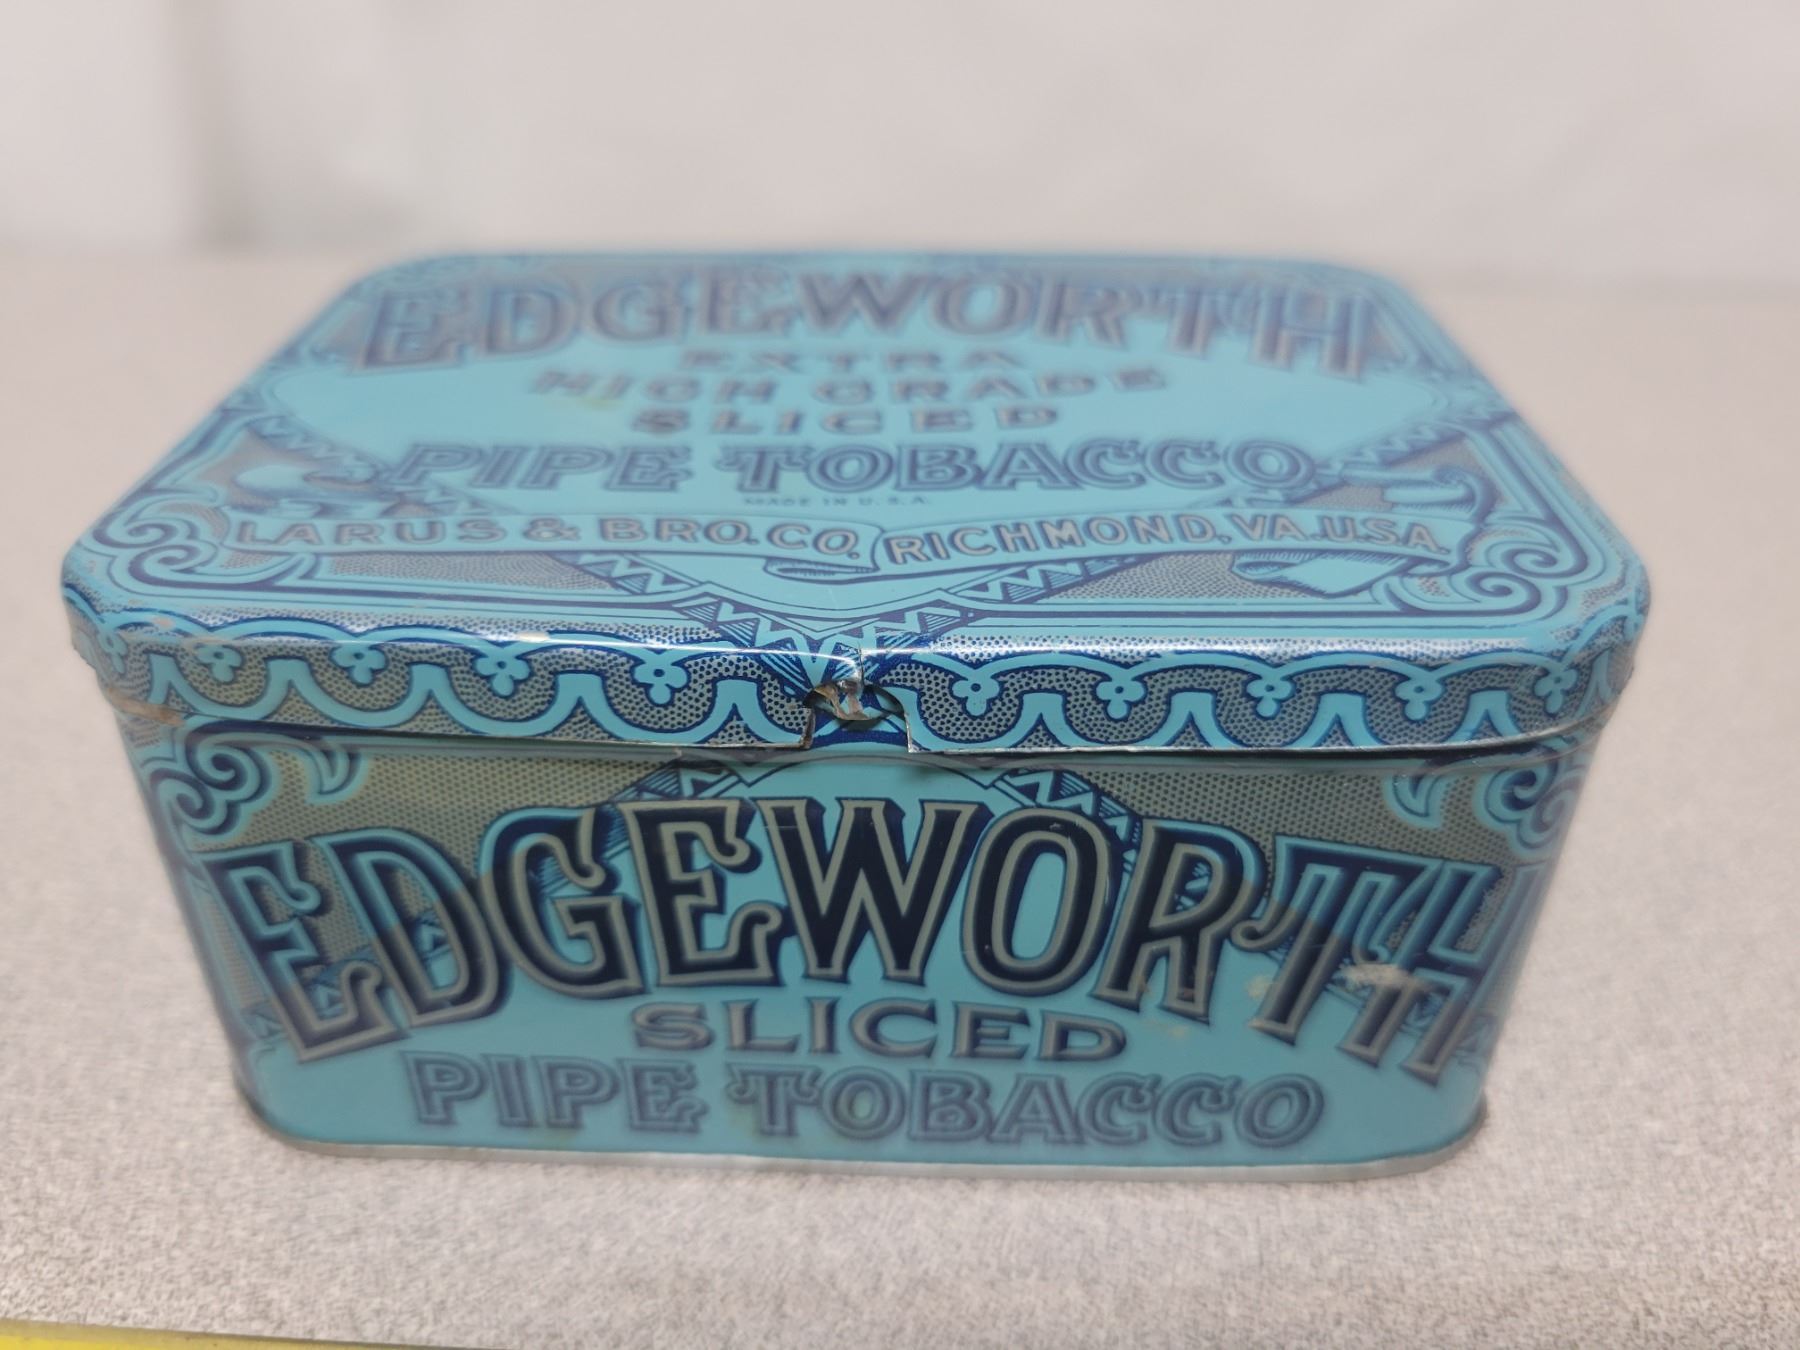 EDGEWORTH
EXTRA
HIGH GRADE
SLICED
PIPE TOBACCO
MADE IN U.S.A.
LARUS & BRO. CO. RICHMOND, VA. U.S.A.
EDGEWORTH
SLICED
PIPE TOBACCO